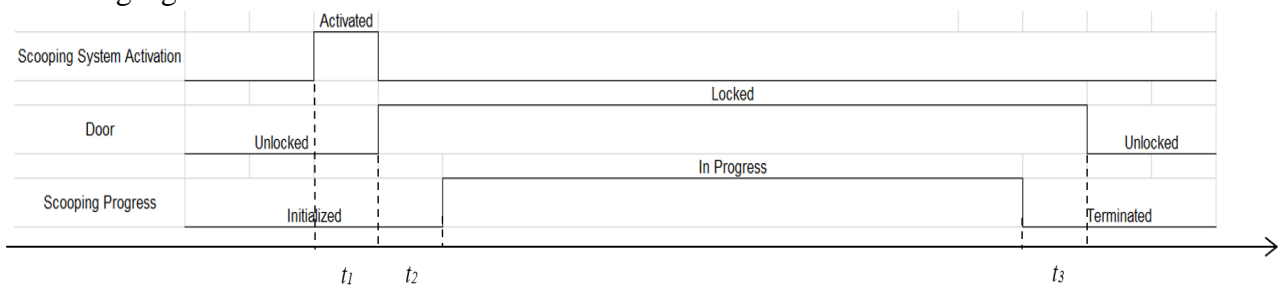 Activated
Scooping System Activation
Locked
Door
Unlocked
Unlocked
In Progress
Scooping Progress
Initialized
Terminated
t1
t2
t3